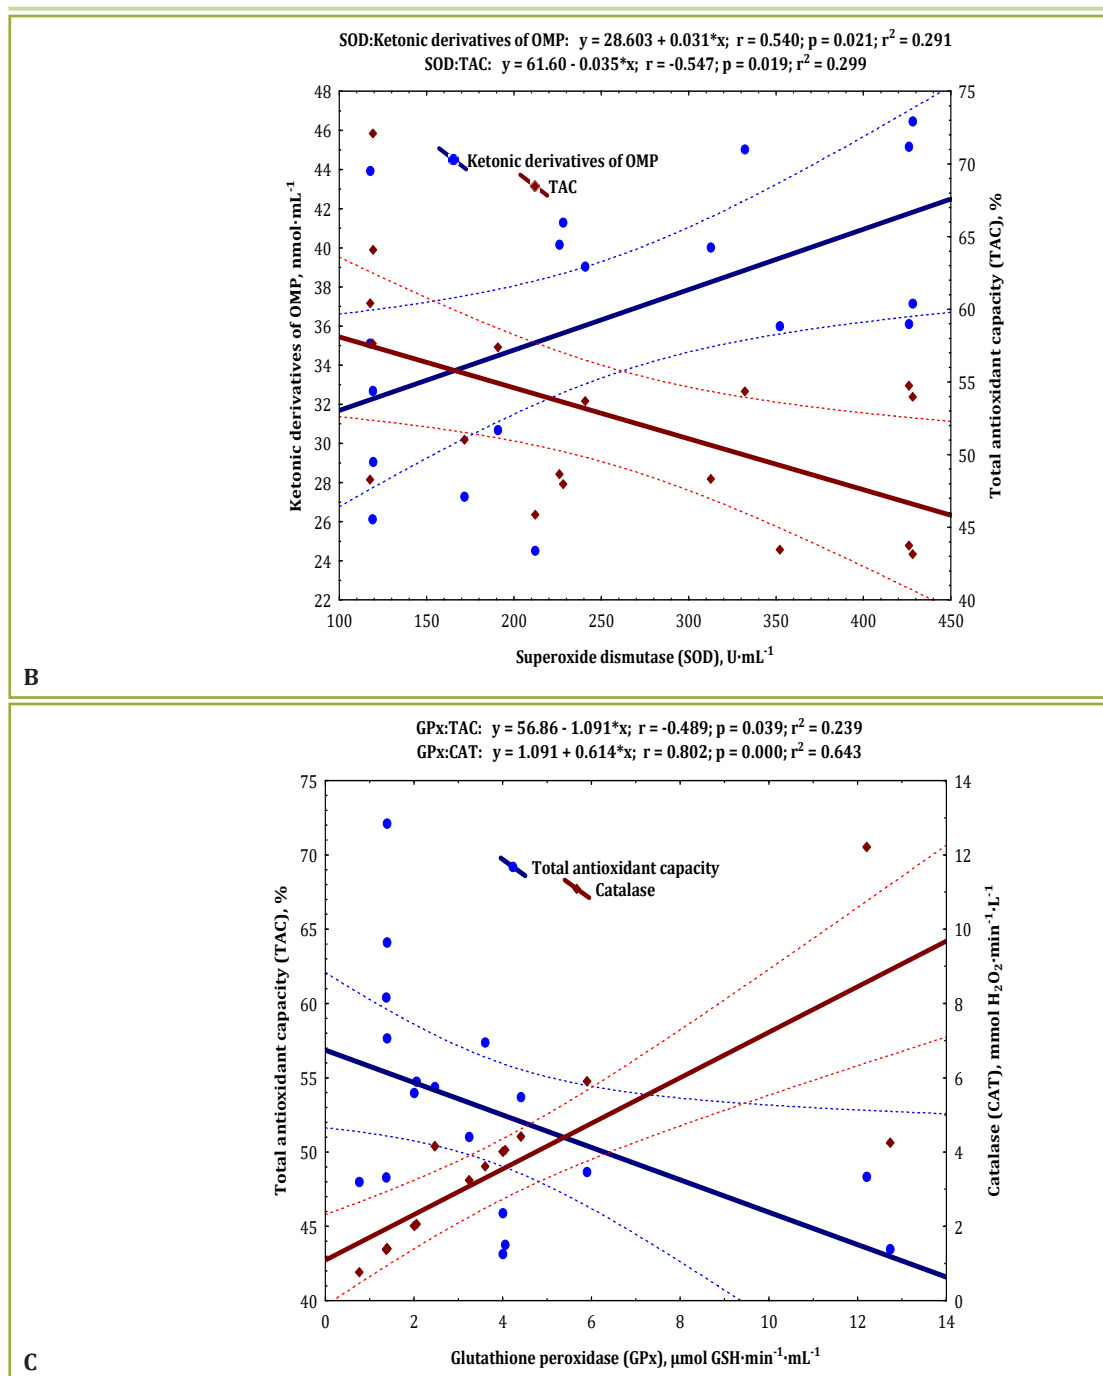 SOD:Ketonic derivatives of OMP: y = 28.603 + 0.031*x; r = 0.540; p = 0.021; r² = 0.291
SOD:TAC: y = 61.60 - 0.035*x; r = -0.547; p = 0.019; r² = 0.299
48
46
44
42
40
38
36
34
32
30
28
26
24
22
Ketonic derivatives of OMP, nmol·mL⁻¹
Ketonic derivatives of OMP
TAC
75
70
65
60
55
50
45
40
Total antioxidant capacity (TAC), %
100 150 200 250 300 350 400 450
Superoxide dismutase (SOD), U·mL⁻¹
B
GPx:TAC: y = 56.86 - 1.091*x; r = -0.489; p = 0.039; r² = 0.239
GPx:CAT: y = 1.091 + 0.614*x; r = 0.802; p = 0.000; r² = 0.643
75
70
65
60
55
50
45
40
Total antioxidant capacity (TAC), %
Total antioxidant capacity
Catalase
14
12
10
8
6
4
2
0
Catalase (CAT), mmol H₂O₂·min⁻¹·L⁻¹
0 2 4 6 8 10 12 14
Glutathione peroxidase (GPx), μmol GSH·min⁻¹·mL⁻¹
C